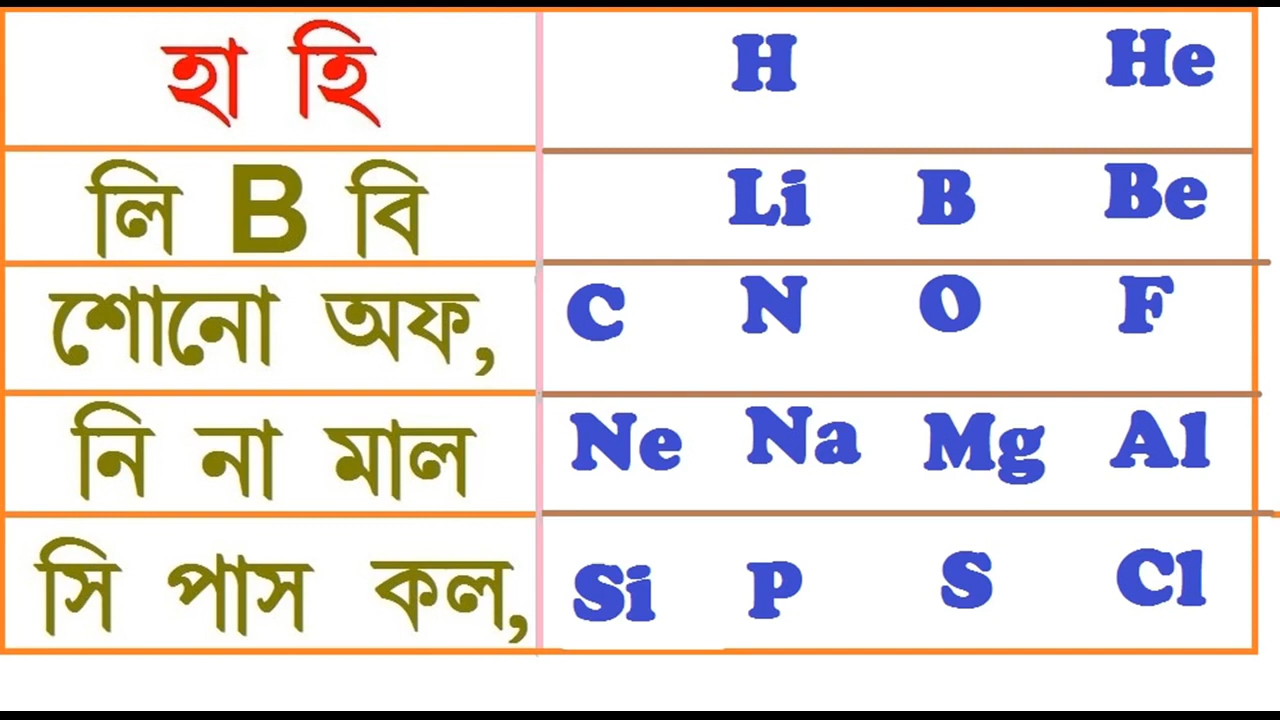 হা হি H He
লি B বি Li B Be
শোনো অফ, C N O F
নি না মাল Ne Na Mg Al
সি পাস কল, Si P S Cl